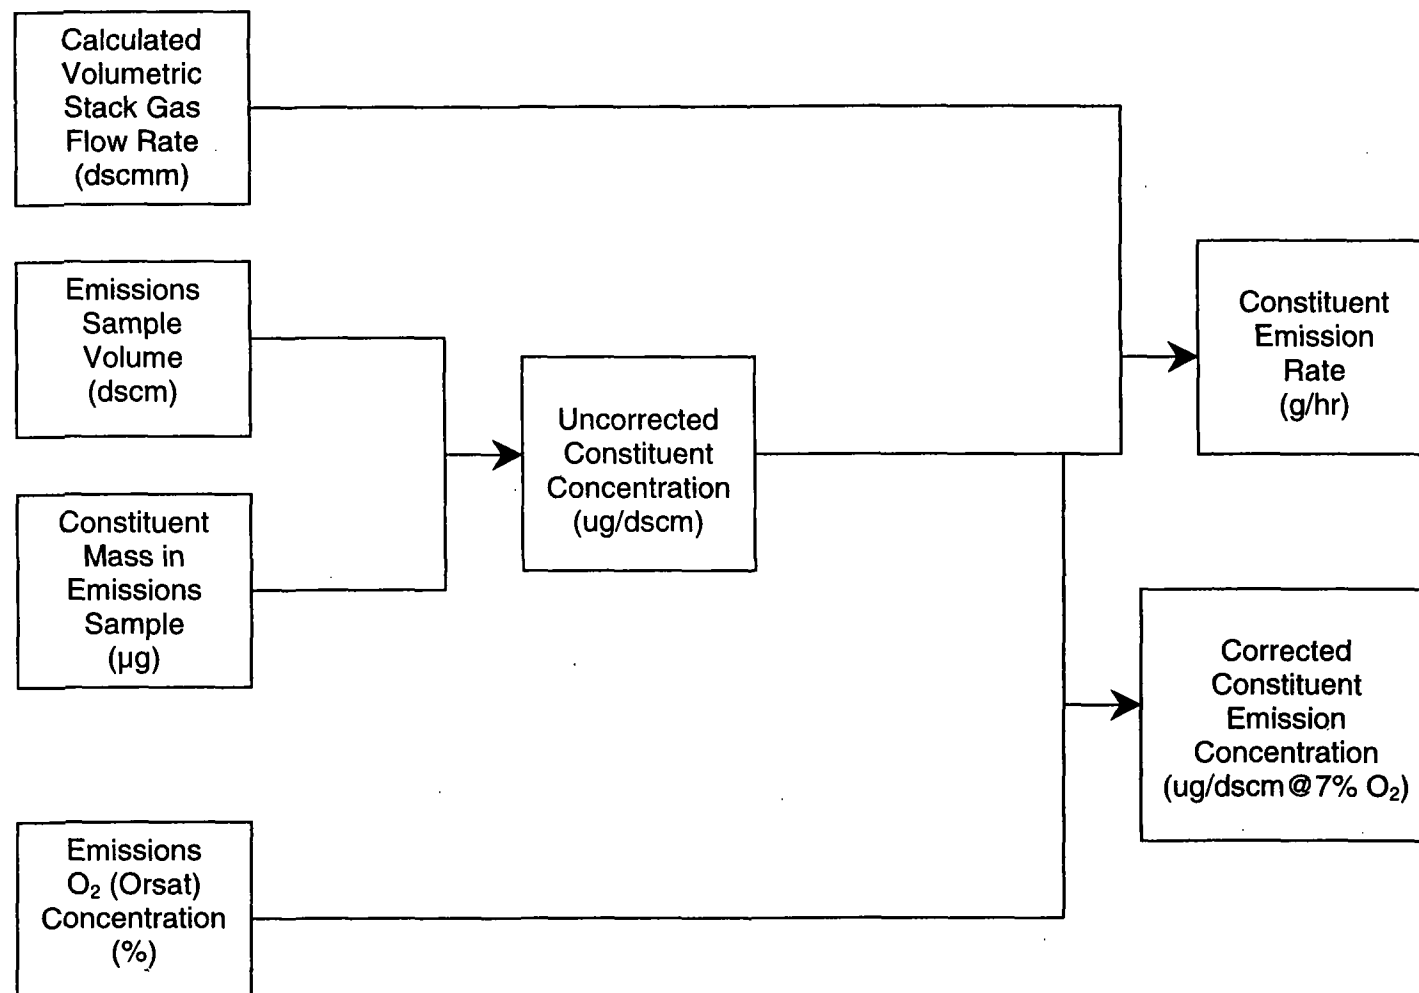 Calculated
Volumetric
Stack Gas
Flow Rate
(dscmm)
Emissions
Sample
Volume
(dscm)
Constituent
Mass in
Emissions
Sample
(µg)
Emissions
O₂ (Orsat)
Concentration
(%)
Uncorrected
Constituent
Concentration
(ug/dscm)
Constituent
Emission
Rate
(g/hr)
Corrected
Constituent
Emission
Concentration
(ug/dscm@7% O₂)